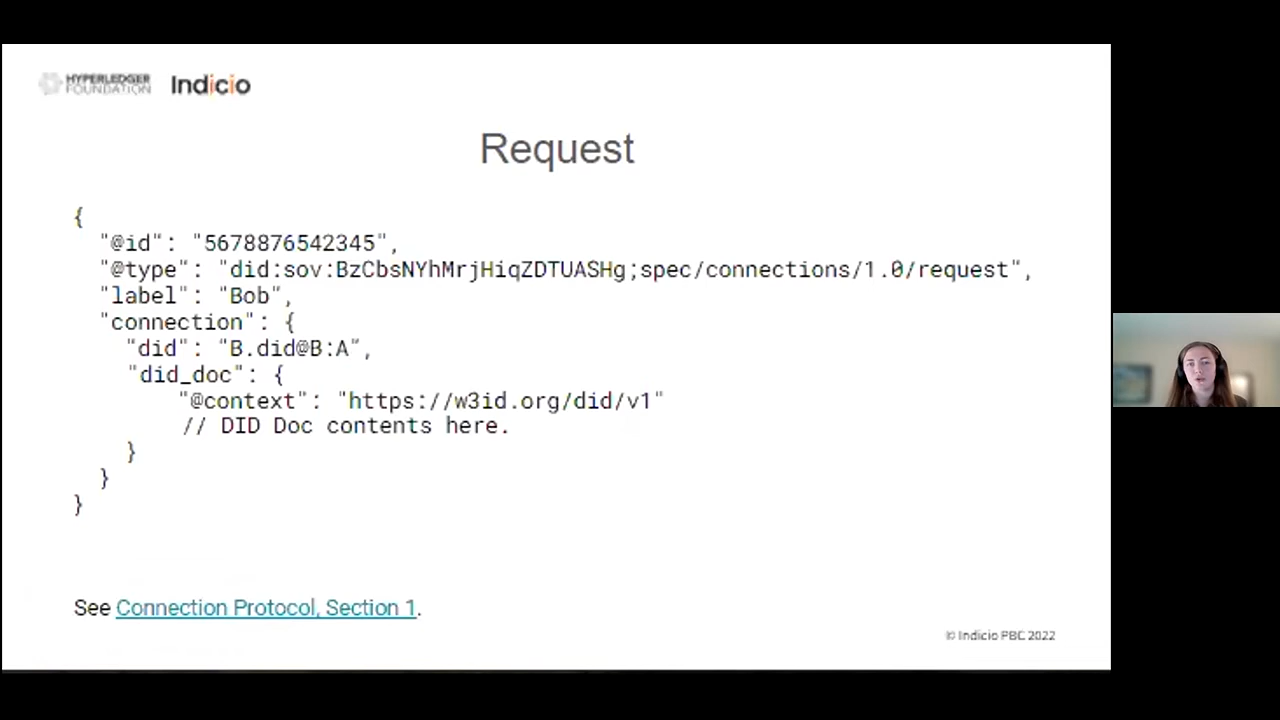 HYPERLEDGER
FOUNDATION
Indicio
Request
{
"@id": "5678876542345",
"@type": "did:sov:BzCbsNYhMrjHiqZDTUASHg;spec/connections/1.0/request",
"label": "Bob",
"connection": {
"did": "B.did@B:A",
"did_doc": {
"@context": "https://w3id.org/did/v1"
// DID Doc contents here.
}
}
}
See Connection Protocol, Section 1.
© Indicio PBC 2022